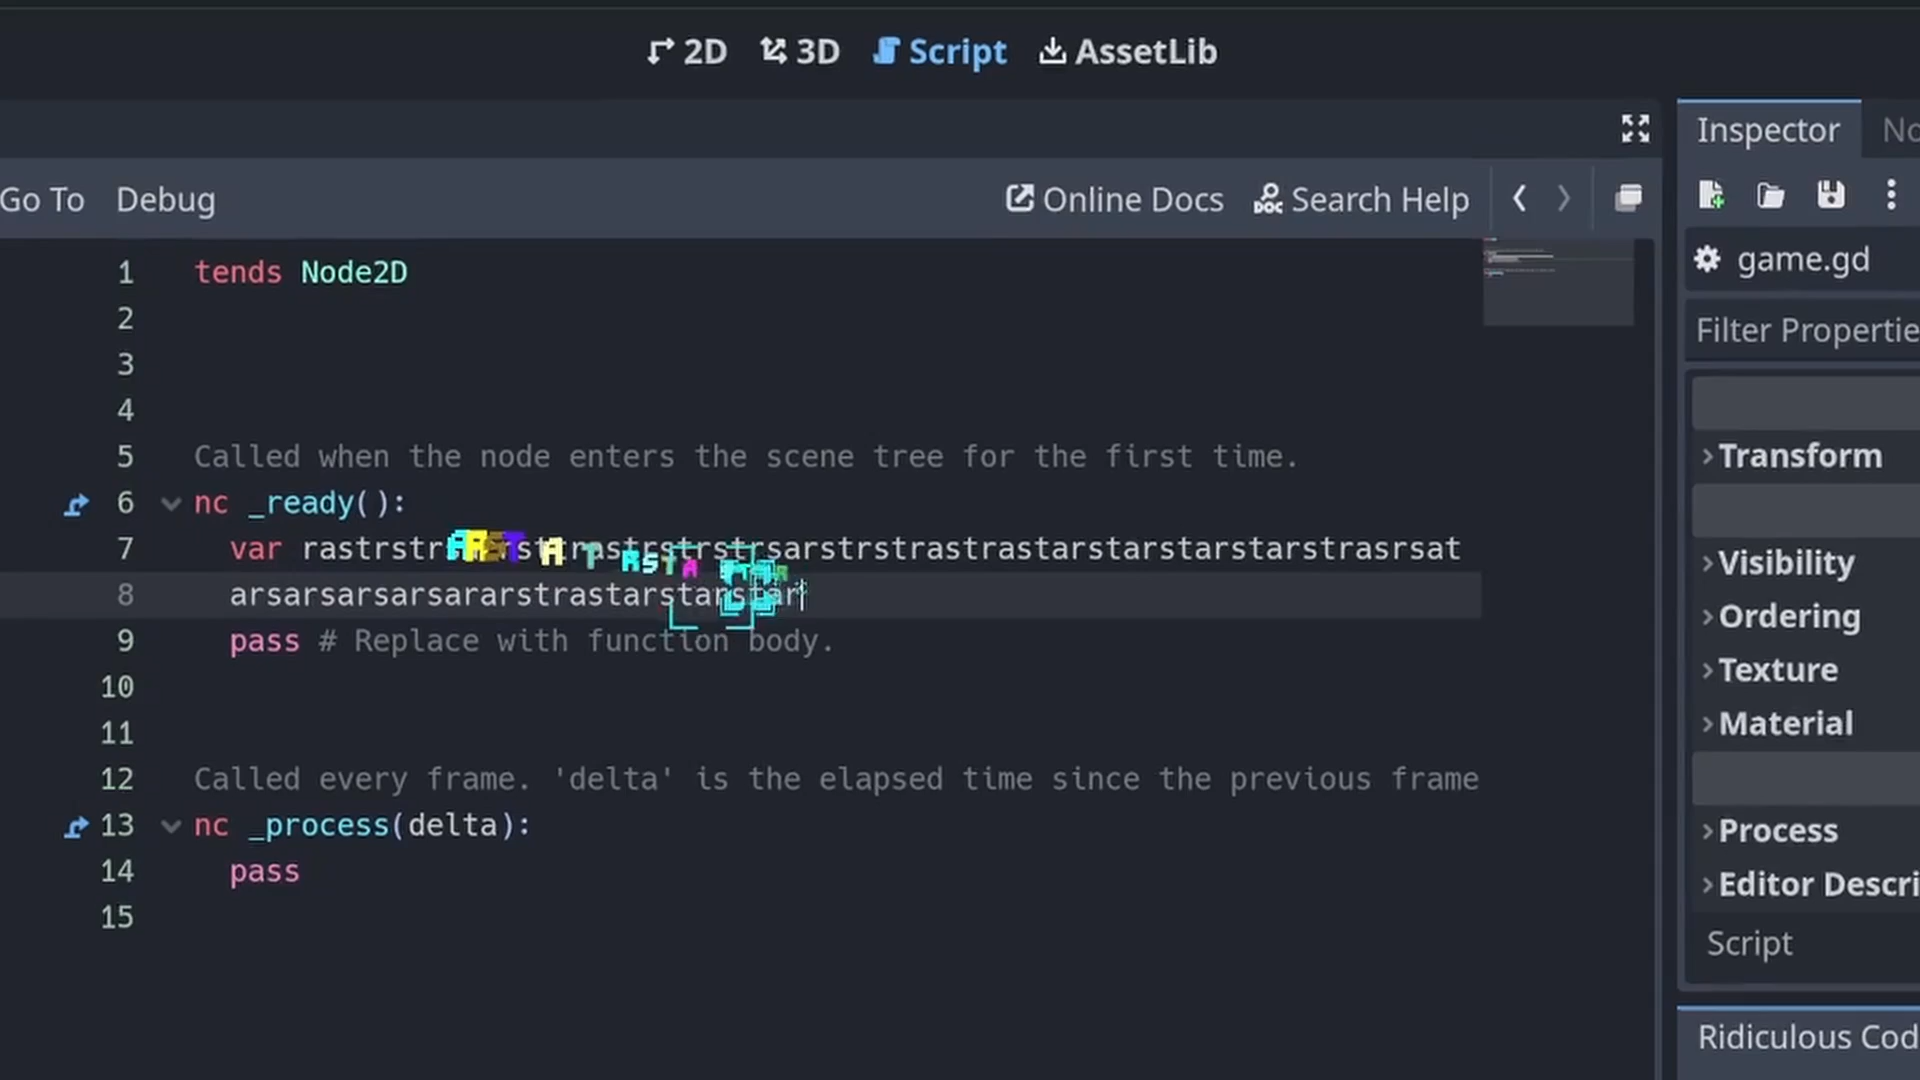 2D 3D Script AssetLib
Inspector
Go To Debug Online Docs Search Help
game.gd
Filter Propertie
1 tends Node2D
2
3
4
5 Called when the node enters the scene tree for the first time.
6 nc _ready():
7 var
8 arsarsarsarsararstrastarstarstar
9 pass # Replace with function body.
10
11
12 Called every frame. 'delta' is the elapsed time since the previous frame
13 nc _process(delta):
14 pass
15
Transform
Visibility
Ordering
Texture
Material
Process
Editor Descri
Script
Ridiculous Cod